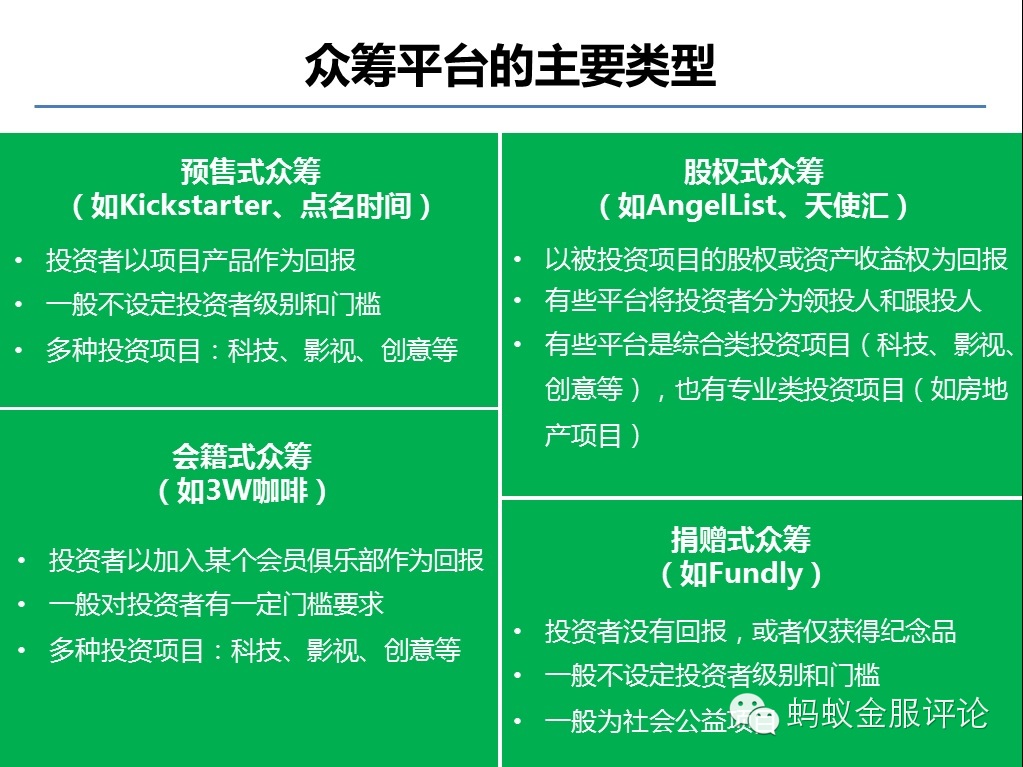 众筹平台的主要类型
预售式众筹
（如Kickstarter、点名时间）
• 投资者以项目产品作为回报
• 一般不设定投资者级别和门槛
• 多种投资项目：科技、影视、创意等
股权式众筹
（如AngelList、天使汇）
• 以被投资项目的股权或资产收益权为回报
• 有些平台将投资者分为领投人和跟投人
• 有些平台是综合类投资项目（科技、影视、
创意等），也有专业类投资项目（如房地
产项目）
会籍式众筹
（如3W咖啡）
• 投资者以加入某个会员俱乐部作为回报
• 一般对投资者有一定门槛要求
• 多种投资项目：科技、影视、创意等
捐赠式众筹
（如Fundly）
• 投资者没有回报，或者仅获得纪念品
• 一般不设定投资者级别和门槛
• 一般为社会公益项目
蚂蚁金服评论